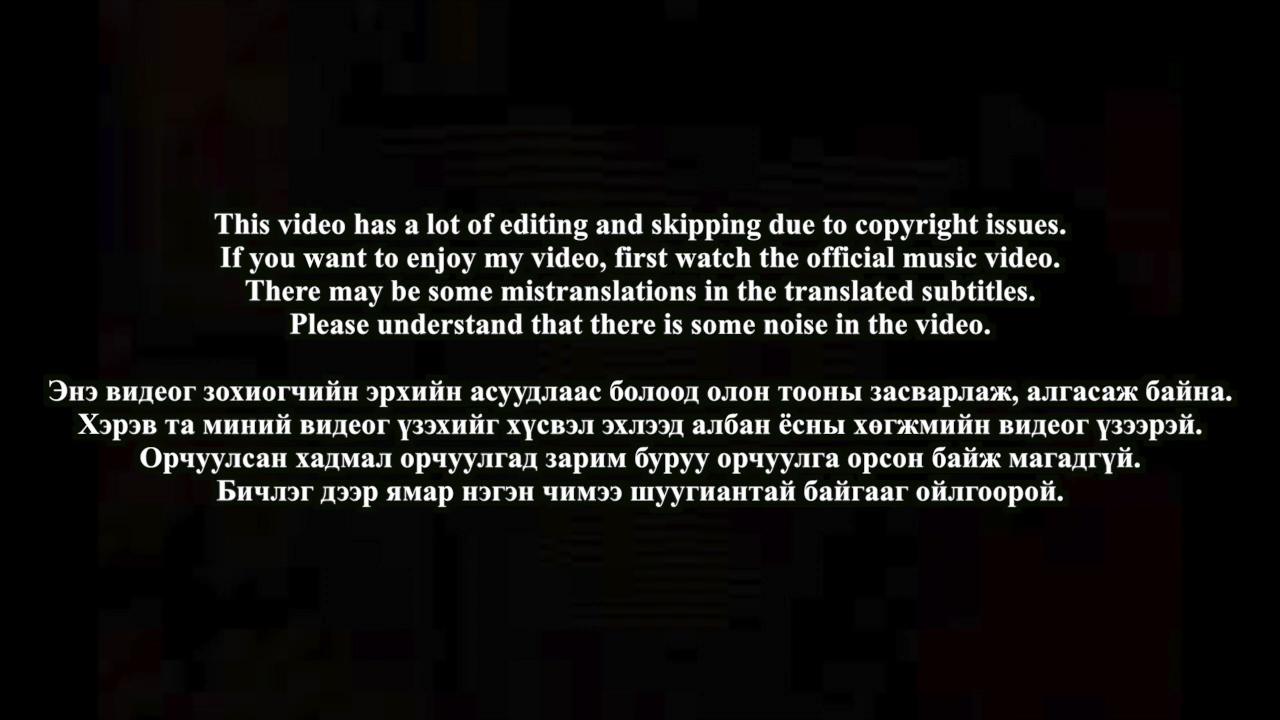 This video has a lot of editing and skipping due to copyright issues.
If you want to enjoy my video, first watch the official music video.
There may be some mistranslations in the translated subtitles.
Please understand that there is some noise in the video.
Энэ видеог зохиогчийн эрхийн асуудлаас болоод олон тооны засварлаж, алгасаж байна.
Хэрэв та миний видеог үзэхийг хүсвэл эхлээд албан ёсны хөгжмийн видеог үзээрэй.
Орчуулсан хадмал орчуулгад зарим буруу орчуулга орсон байж магадгүй.
Бичлэг дээр ямар нэгэн чимээ шуугиантай байгааг ойлгоорой.